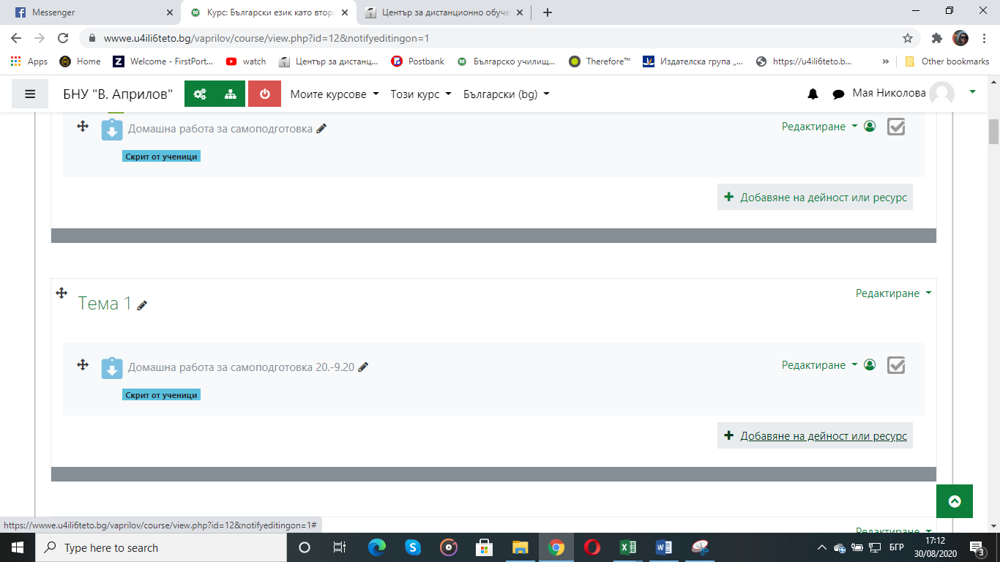 Messenger
Курс: Български език като втор
Център за дистанционно обуче
wwwe.u4ili6teto.bg/vaprilov/course/view.php?id=12&notifyeditingon=1
Apps
Home
Welcome - FirstPort...
watch
Център за дистанц...
Postbank
Българско училищ...
Therefore™
Издателска група „...
https://u4ili6teto.b...
»
Other bookmarks
БНУ "В. Априлов"
Моите курсове
Този курс
Български (bg)
Мая Николова
Домашна работа за самоподготовка
Редактиране
Скрит от ученици
Добавяне на дейност или ресурс
Тема 1
Редактиране
Домашна работа за самоподготовка 20.-9.20
Редактиране
Скрит от ученици
Добавяне на дейност или ресурс
Редактиране
https://wwwe.u4ili6teto.bg/vaprilov/course/view.php?id=12&notifyeditingon=1#
Type here to search
БГР
17:12
30/08/2020
3